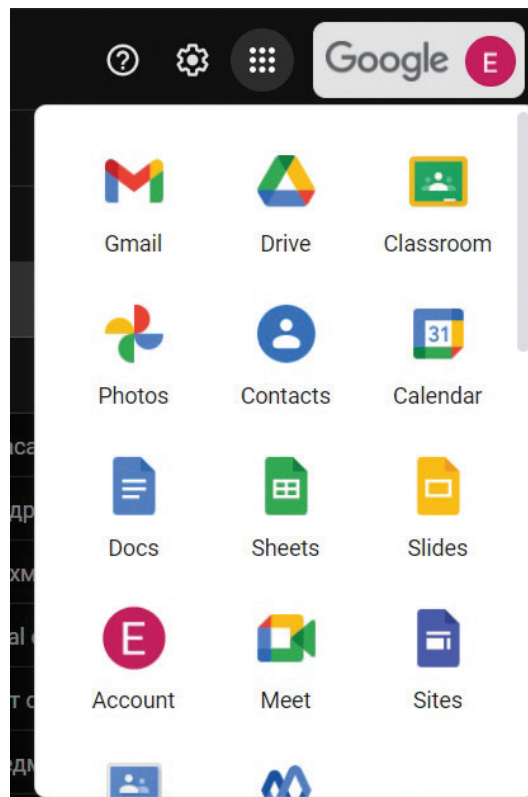 Google E
Gmail Drive Classroom
31
Photos Contacts Calendar
Docs Sheets Slides
E
Account Meet Sites